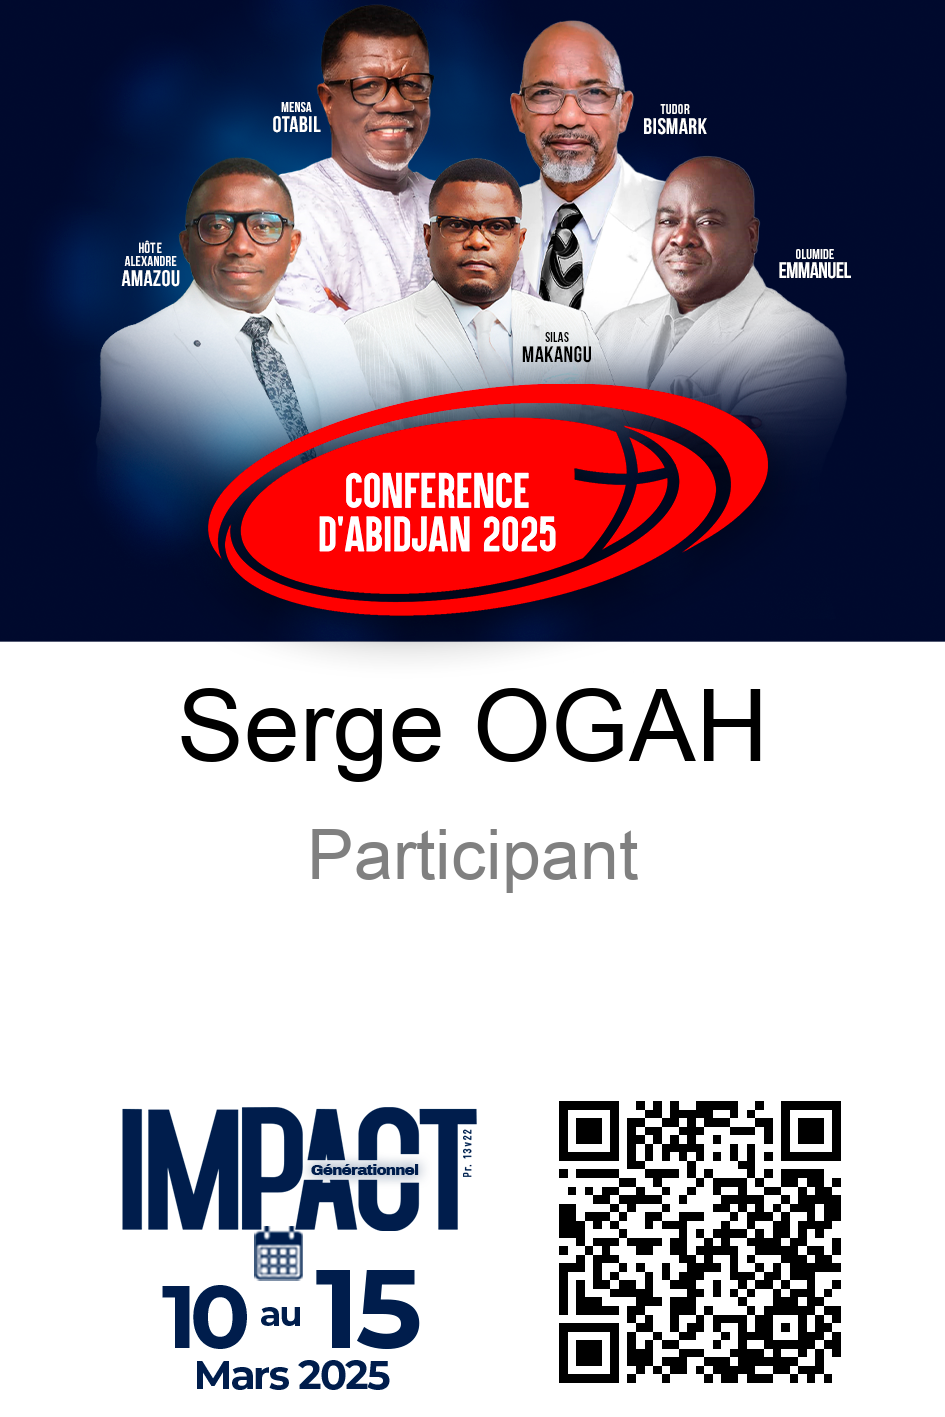 MENSA
OTABIL
TUDOR
BISMARK
HÔTE
ALEXANDRE
AMAZOU
OLUMIDE
EMMANUEL
SILAS
MAKANGU
CONFERENCE
D'ABIDJAN 2025
Serge OGAH
Participant
IMPACT
Générationnel
Pr. 13v22
10 au 15
Mars 2025